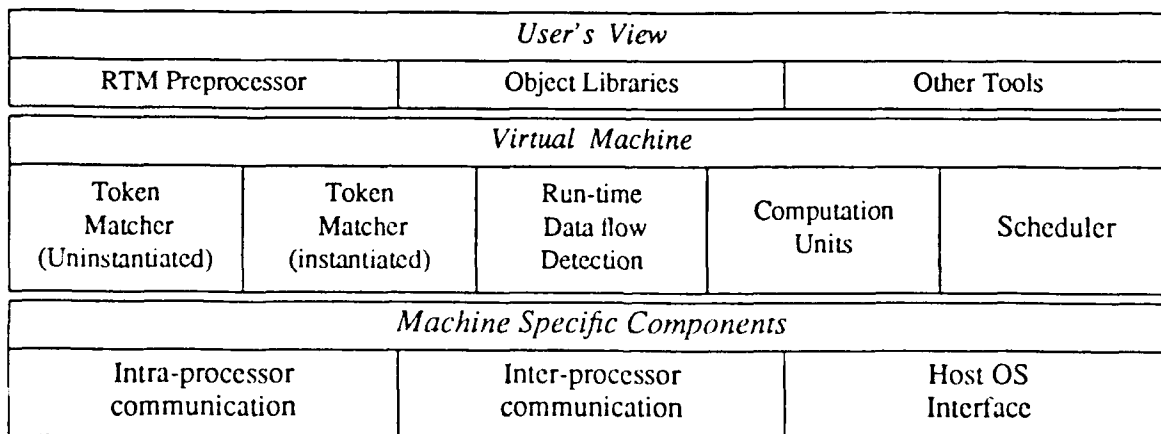 User's View
RTM Preprocessor
Object Libraries
Other Tools
Virtual Machine
Token
Matcher
(Uninstantiated)
Token
Matcher
(instantiated)
Run-time
Data flow
Detection
Computation
Units
Scheduler
Machine Specific Components
Intra-processor
communication
Inter-processor
communication
Host OS
Interface